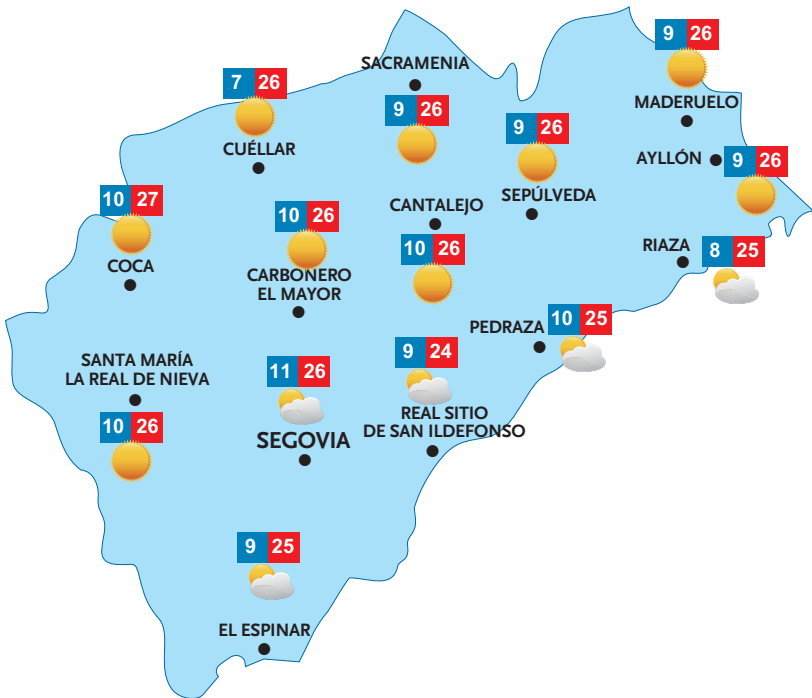 9 26
MADERUELO
SACRAMENIA
9 26
7 26
CUÉLLAR
9 26
SEPÚLVEDA
AYLLÓN
9 26
10 27
COCA
10 26
CARBONERO
EL MAYOR
CANTALEJO
10 26
RIAZA
8 25
PEDRAZA
10 25
SANTA MARÍA
LA REAL DE NIEVA
10 26
11 26
SEGOVIA
9 24
REAL SITIO
DE SAN ILDEFONSO
9 25
EL ESPINAR